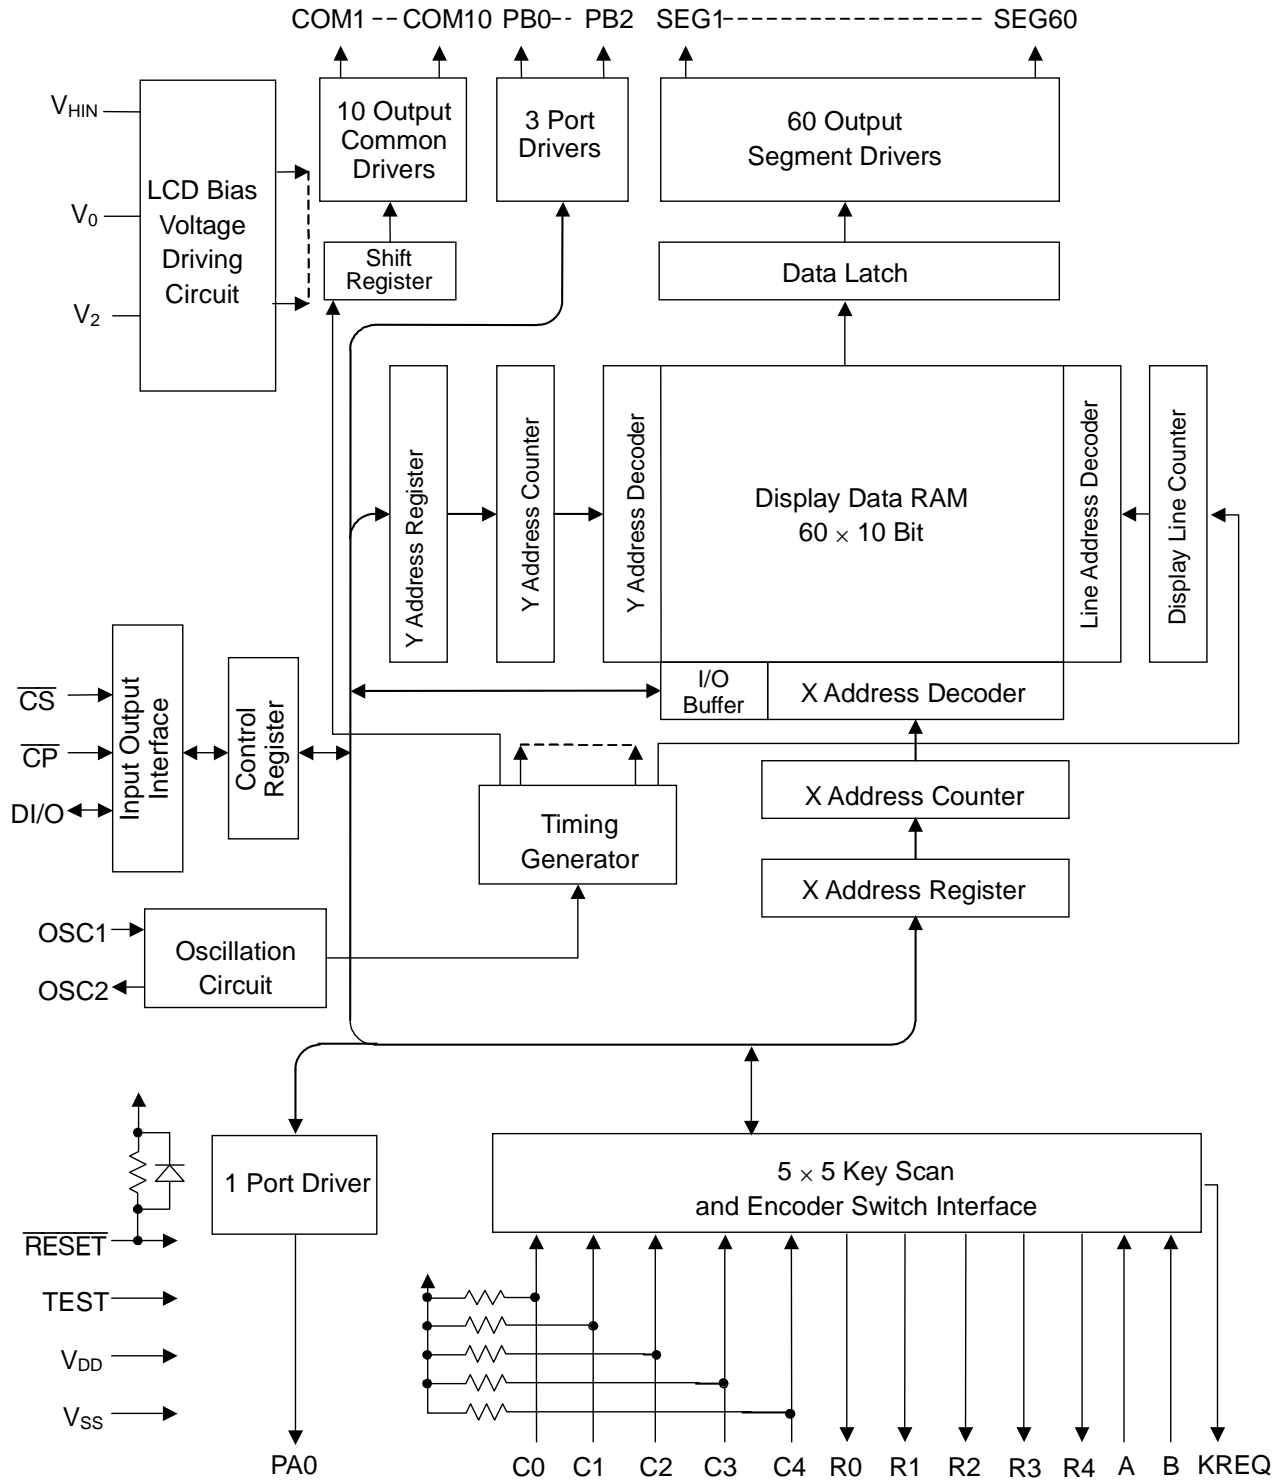 COM1 -- COM10 PB0-- PB2 SEG1---------------------SEG60
VHIN
V0
V2
LCD Bias
Voltage
Driving
Circuit
10 Output
Common
Drivers
3 Port
Drivers
60 Output
Segment Drivers
Shift
Register
Data Latch
Y Address Register
Y Address Counter
Y Address Decoder
Display Data RAM
60 × 10 Bit
Line Address Decoder
Display Line Counter
I/O
Buffer
X Address Decoder
C̅S̅
C̅P̅
DI/O
Input Output
Interface
Control
Register
Timing
Generator
X Address Counter
X Address Register
OSC1
OSC2
Oscillation
Circuit
1 Port Driver
5 × 5 Key Scan
and Encoder Switch Interface
R̅E̅S̅E̅T̅
TEST
VDD
VSS
PA0 C0 C1 C2 C3 C4 R0 R1 R2 R3 R4 A B KREQ